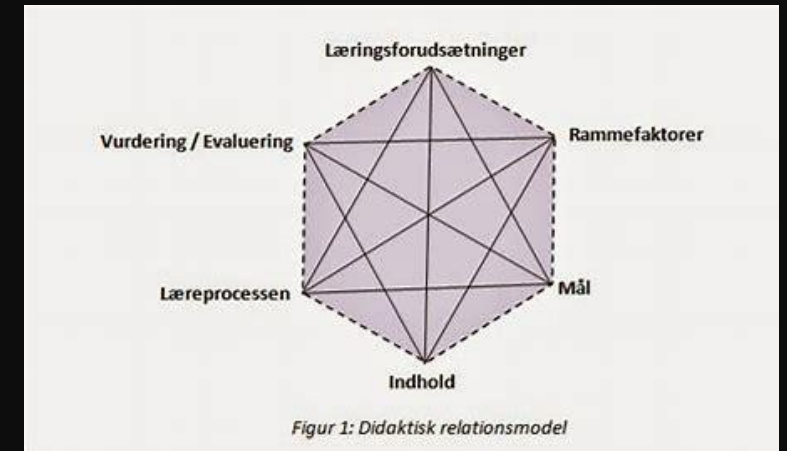 Læringsforudsætninger
Vurdering / Evaluering
Rammefaktorer
Læreprocessen
Mål
Indhold
Figur 1: Didaktisk relationsmodel